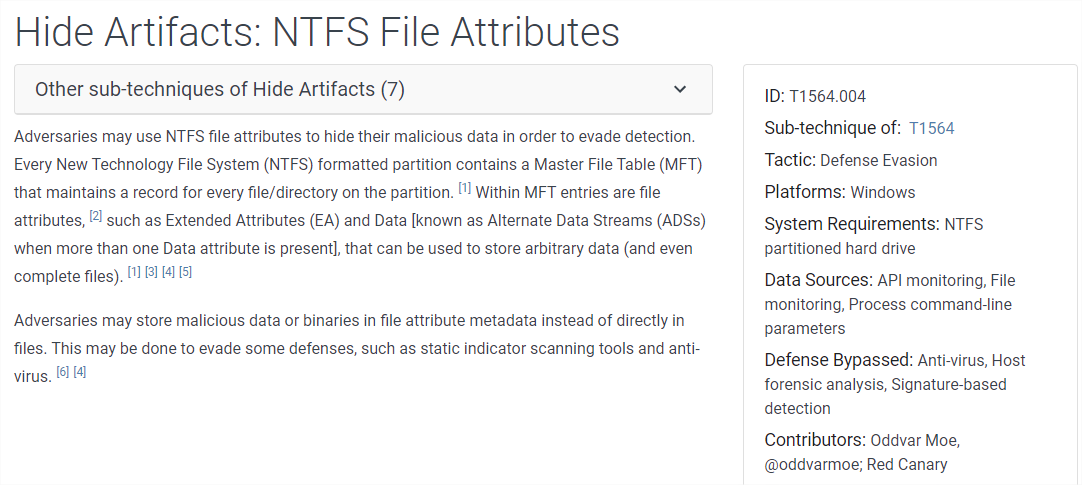 Hide Artifacts: NTFS File Attributes
Other sub-techniques of Hide Artifacts (7)
Adversaries may use NTFS file attributes to hide their malicious data in order to evade detection.
Every New Technology File System (NTFS) formatted partition contains a Master File Table (MFT)
that maintains a record for every file/directory on the partition. [1] Within MFT entries are file
attributes, [2] such as Extended Attributes (EA) and Data [known as Alternate Data Streams (ADSs)
when more than one Data attribute is present], that can be used to store arbitrary data (and even
complete files). [1] [3] [4] [5]
Adversaries may store malicious data or binaries in file attribute metadata instead of directly in
files. This may be done to evade some defenses, such as static indicator scanning tools and anti-
virus. [6] [4]
ID: T1564.004
Sub-technique of: T1564
Tactic: Defense Evasion
Platforms: Windows
System Requirements: NTFS
partitioned hard drive
Data Sources: API monitoring, File
monitoring, Process command-line
parameters
Defense Bypassed: Anti-virus, Host
forensic analysis, Signature-based
detection
Contributors: Oddvar Moe,
@oddvarmoe; Red Canary